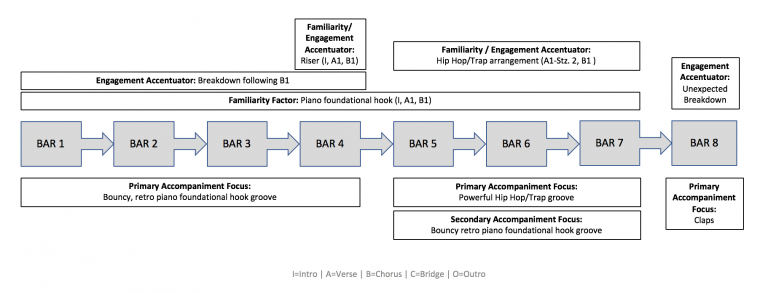 Familiarity/
Engagement
Accentuator:
Riser (I, A1, B1)
Familiarity / Engagement Accentuator:
Hip Hop/Trap arrangement (A1-Stz. 2, B1 )
Engagement
Accentuator:
Unexpected
Breakdown
Engagement Accentuator: Breakdown following B1
Familiarity Factor: Piano foundational hook (I, A1, B1)
BAR 1
BAR 2
BAR 3
BAR 4
BAR 5
BAR 6
BAR 7
BAR 8
Primary Accompaniment Focus:
Bouncy, retro piano foundational hook groove
Primary Accompaniment Focus:
Powerful Hip Hop/Trap groove
Primary
Accompaniment
Focus:
Claps
Secondary Accompaniment Focus:
Bouncy retro piano foundational hook groove
I=Intro | A=Verse | B=Chorus | C=Bridge | O=Outro